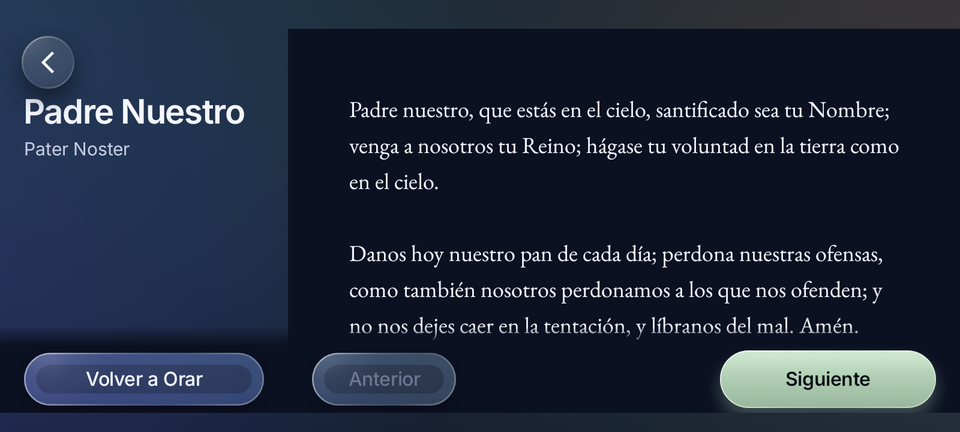 Padre Nuestro
Pater Noster
Padre nuestro, que estás en el cielo, santificado sea tu Nombre;
venga a nosotros tu Reino; hágase tu voluntad en la tierra como
en el cielo.
Danos hoy nuestro pan de cada día; perdona nuestras ofensas,
como también nosotros perdonamos a los que nos ofenden; y
no nos dejes caer en la tentación, y líbranos del mal. Amén.
Volver a Orar
Anterior
Siguiente